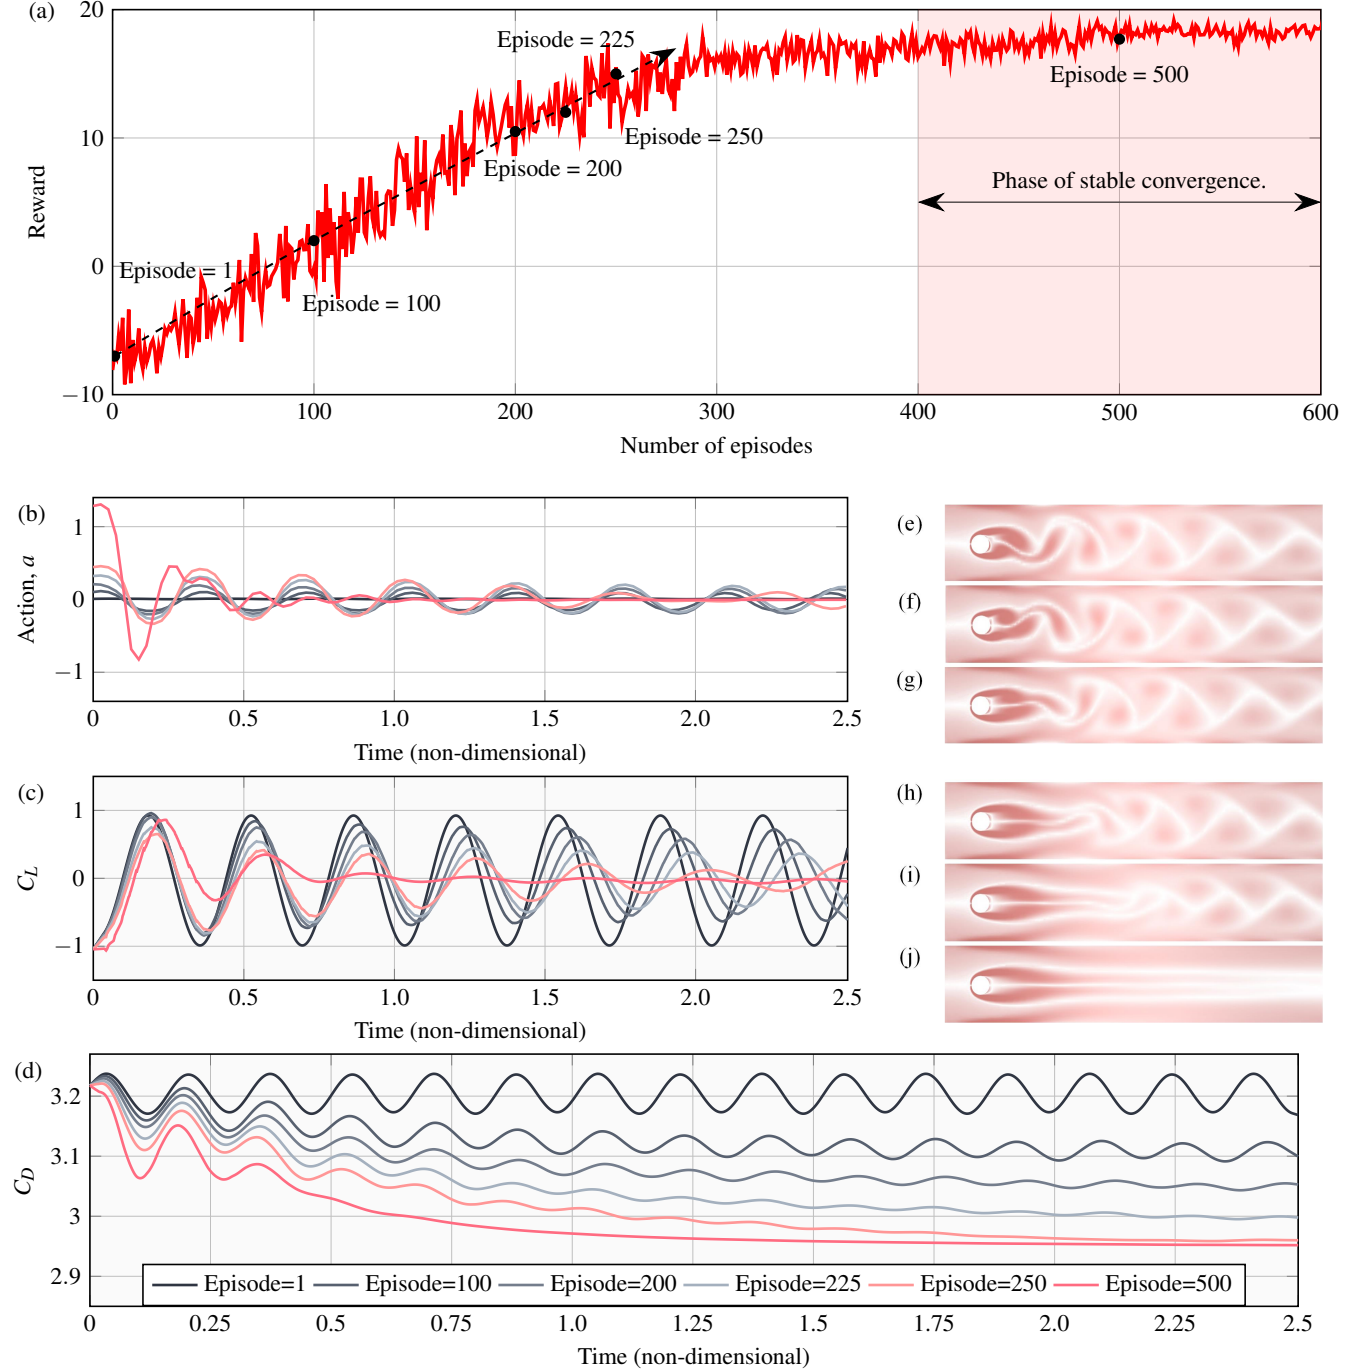 (a)
20
10
0
−10
Reward
Episode = 225
Episode = 500
Episode = 250
Episode = 200
Phase of stable convergence.
Episode = 1
Episode = 100
0 100 200 300 400 500 600
Number of episodes
(b)
1
0
−1
Action, a
0 0.5 1.0 1.5 2.0 2.5
Time (non-dimensional)
(c)
1
0
−1
C_L
0 0.5 1.0 1.5 2.0 2.5
Time (non-dimensional)
(e)
(f)
(g)
(h)
(i)
(j)
(d)
3.2
3.1
3
2.9
C_D
Episode=1 Episode=100 Episode=200 Episode=225 Episode=250 Episode=500
0 0.25 0.5 0.75 1.0 1.25 1.5 1.75 2.0 2.25 2.5
Time (non-dimensional)